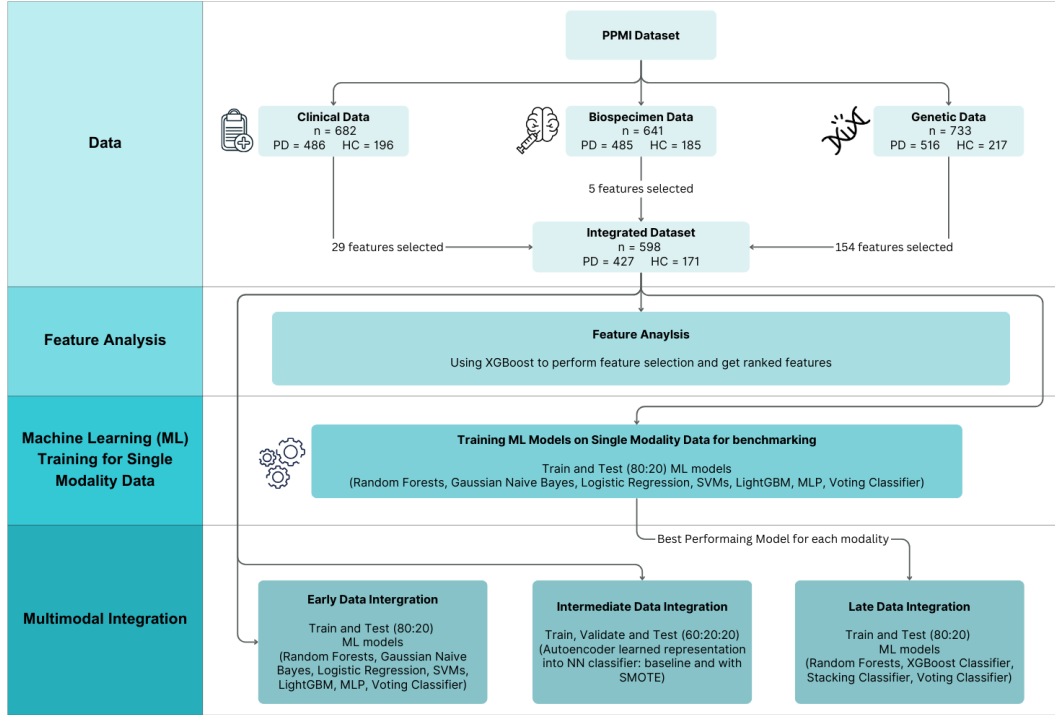 PPMI Dataset
Data
Clinical Data
n = 682
PD = 486 HC = 196
Biospecimen Data
n = 641
PD = 485 HC = 185
Genetic Data
n = 733
PD = 516 HC = 217
5 features selected
29 features selected
Integrated Dataset
n = 598
PD = 427 HC = 171
154 features selected
Feature Analysis
Feature Anaylsis
Using XGBoost to perform feature selection and get ranked features
Machine Learning (ML)
Training for Single
Modality Data
Training ML Models on Single Modality Data for benchmarking
Train and Test (80:20) ML models
(Random Forests, Gaussian Naive Bayes, Logistic Regression, SVMs, LightGBM, MLP, Voting Classifier)
Best Performaing Model for each modality
Multimodal Integration
Early Data Intergration
Train and Test (80:20)
ML models
(Random Forests, Gaussian Naive
Bayes, Logistic Regression, SVMs,
LightGBM, MLP, Voting Classifier)
Intermediate Data Integration
Train, Validate and Test (60:20:20)
(Autoencoder learned representation
into NN classifier: baseline and with
SMOTE)
Late Data Integration
Train and Test (80:20)
ML models
(Random Forests, XGBoost Classifier,
Stacking Classifier, Voting Classifier)